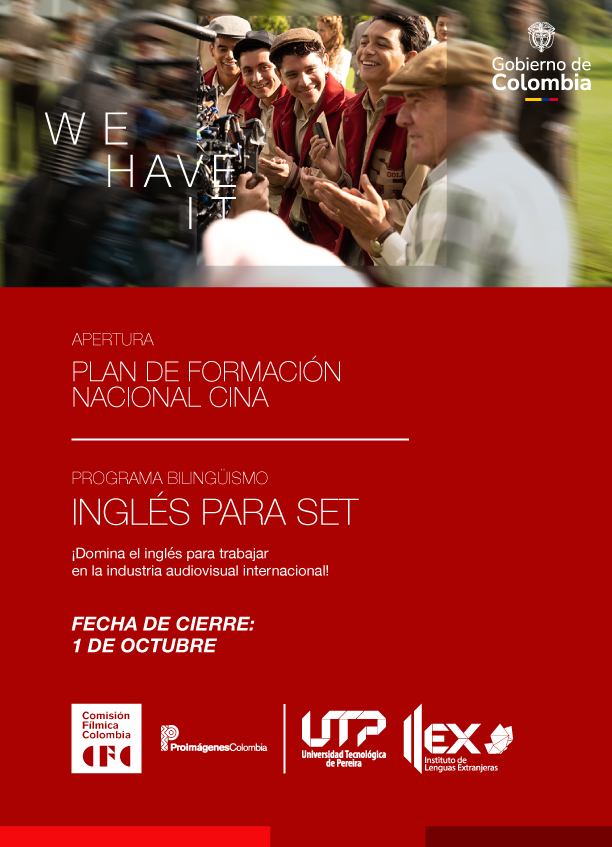 Gobierno de
Colombia
WE
HAVE
IT
APERTURA
PLAN DE FORMACIÓN
NACIONAL CINA
PROGRAMA BILINGÜISMO
INGLÉS PARA SET
¡Domina el inglés para trabajar
en la industria audiovisual internacional!
FECHA DE CIERRE:
1 DE OCTUBRE
Comisión
Fílmica
Colombia
CFC
ProImágenesColombia
UTP
Universidad Tecnológica
de Pereira
ILEX
Instituto de
Lenguas Extranjeras